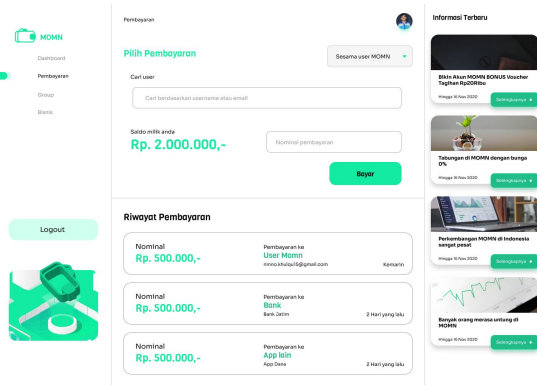 MOMN
Dashboard
Pembayaran
Group
Bisnis
Logout
Pembayaran
Pilih Pembayaran
Sesama user MOMN
Cari user
Cari berdasarkan username atau email
Saldo milik anda
Rp. 2.000.000,-
Nominal pembayaran
Bayar
Riwayat Pembayaran
Nominal
Rp. 500.000,-
Pembayaran ke
User Momn
Kemarin
Nominal
Rp. 500.000,-
Pembayaran ke
Bank
Bank Jatim
2 Hari yang lalu
Nominal
Rp. 500.000,-
Pembayaran ke
App lain
App Dana
2 Hari yang lalu
Informasi Terbaru
Bikin Akun MOMN BONUS Voucher
Tagihan Rp20Ribu
Hingga 16 Nov 2020
Selengkapnya
Tabungan di MOMN dengan bunga
0%
Hingga 16 Nov 2020
Selengkapnya
Perkembangan MOMN di Indonesia
sangat pesat
Hingga 16 Nov 2020
Selengkapnya
Banyak orang merasa untung di
MOMN
Hingga 16 Nov 2020
Selengkapnya